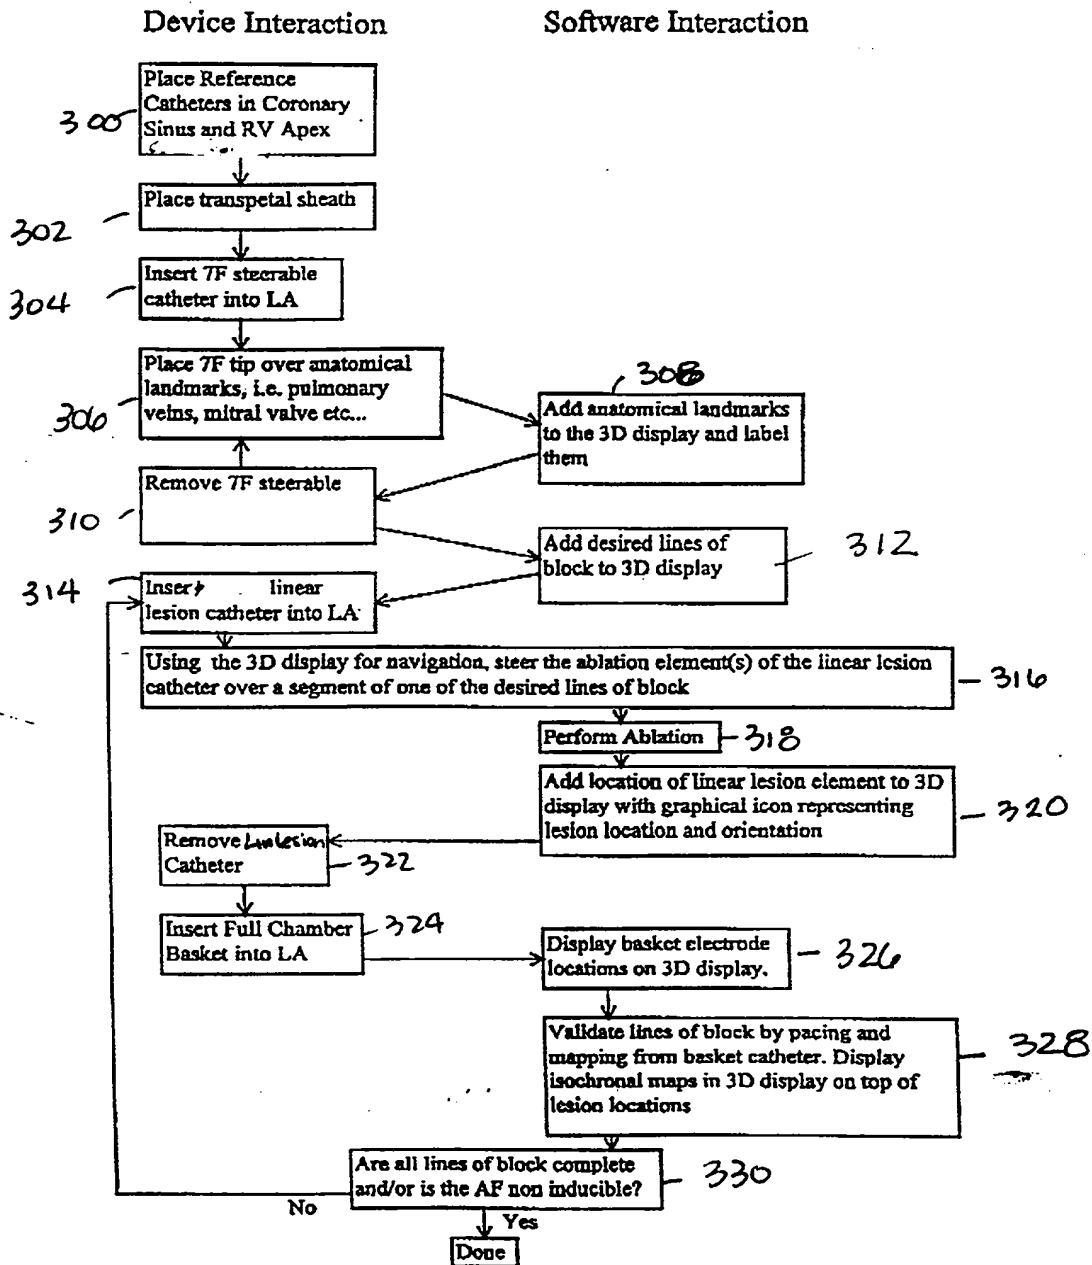 Device Interaction
Software Interaction
Place Reference
Catheters in Coronary
Sinus and RV Apex
300
Place transpetal sheath
302
Insert 7F steerable
catheter into LA
304
Place 7F tip over anatomical
landmarks, i.e. pulmonary
veins, mitral valve etc...
306
308
Add anatomical landmarks
to the 3D display and label
them
Remove 7F steerable
310
Add desired lines of
block to 3D display
312
314
Insert linear
lesion catheter into LA
Using the 3D display for navigation, steer the ablation element(s) of the linear lesion
catheter over a segment of one of the desired lines of block
316
Perform Ablation
318
Add location of linear lesion element to 3D
display with graphical icon representing
lesion location and orientation
320
Remove Lesion
Catheter
322
Insert Full Chamber
Basket into LA
324
Display basket electrode
locations on 3D display.
326
Validate lines of block by pacing and
mapping from basket catheter. Display
isochronal maps in 3D display on top of
lesion locations
328
Are all lines of block complete
and/or is the AF non inducible?
330
No
Yes
Done